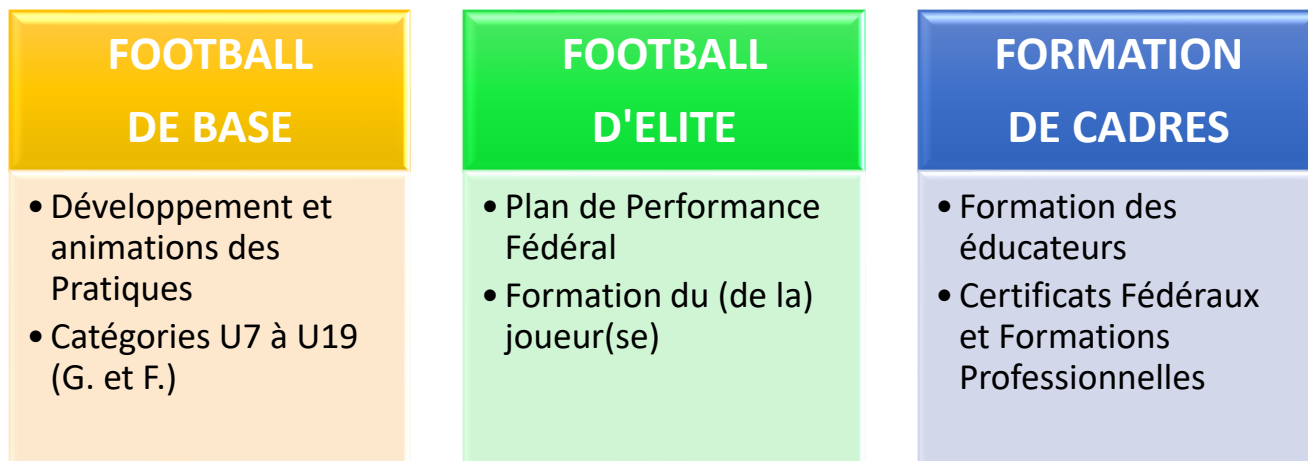 FOOTBALL
DE BASE
• Développement et
animations des
Pratiques
• Catégories U7 à U19
(G. et F.)
FOOTBALL
D'ELITE
• Plan de Performance
Fédéral
• Formation du (de la)
joueur(se)
FORMATION
DE CADRES
• Formation des
éducateurs
• Certificats Fédéraux
et Formations
Professionnelles